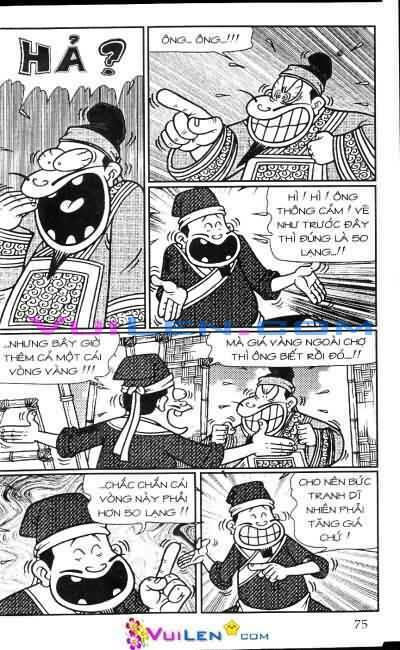 HẢ?
ÔNG... ÔNG...!!!
HÌ! HÌ! ÔNG
THÔNG CẢM! VẼ
NHƯ TRƯỚC ĐÂY
THÌ ĐÚNG LÀ 50
LẠNG...!!
...NHƯNG BÂY GIỜ
THÊM CẢ MỘT CÁI
VÒNG VÀNG!!!
MÀ GIÁ VÀNG NGOÀI CHỢ
THÌ ÔNG BIẾT RỒI ĐÓ...!!
VUILEN.COM
...CHẮC CHẮN CÁI
VÒNG NÀY PHẢI
HƠN 50 LẠNG!!
CHO NÊN BỨC
TRANH DĨ
NHIÊN PHẢI
TĂNG GIÁ
CHỨ!
75
VUILEN.COM